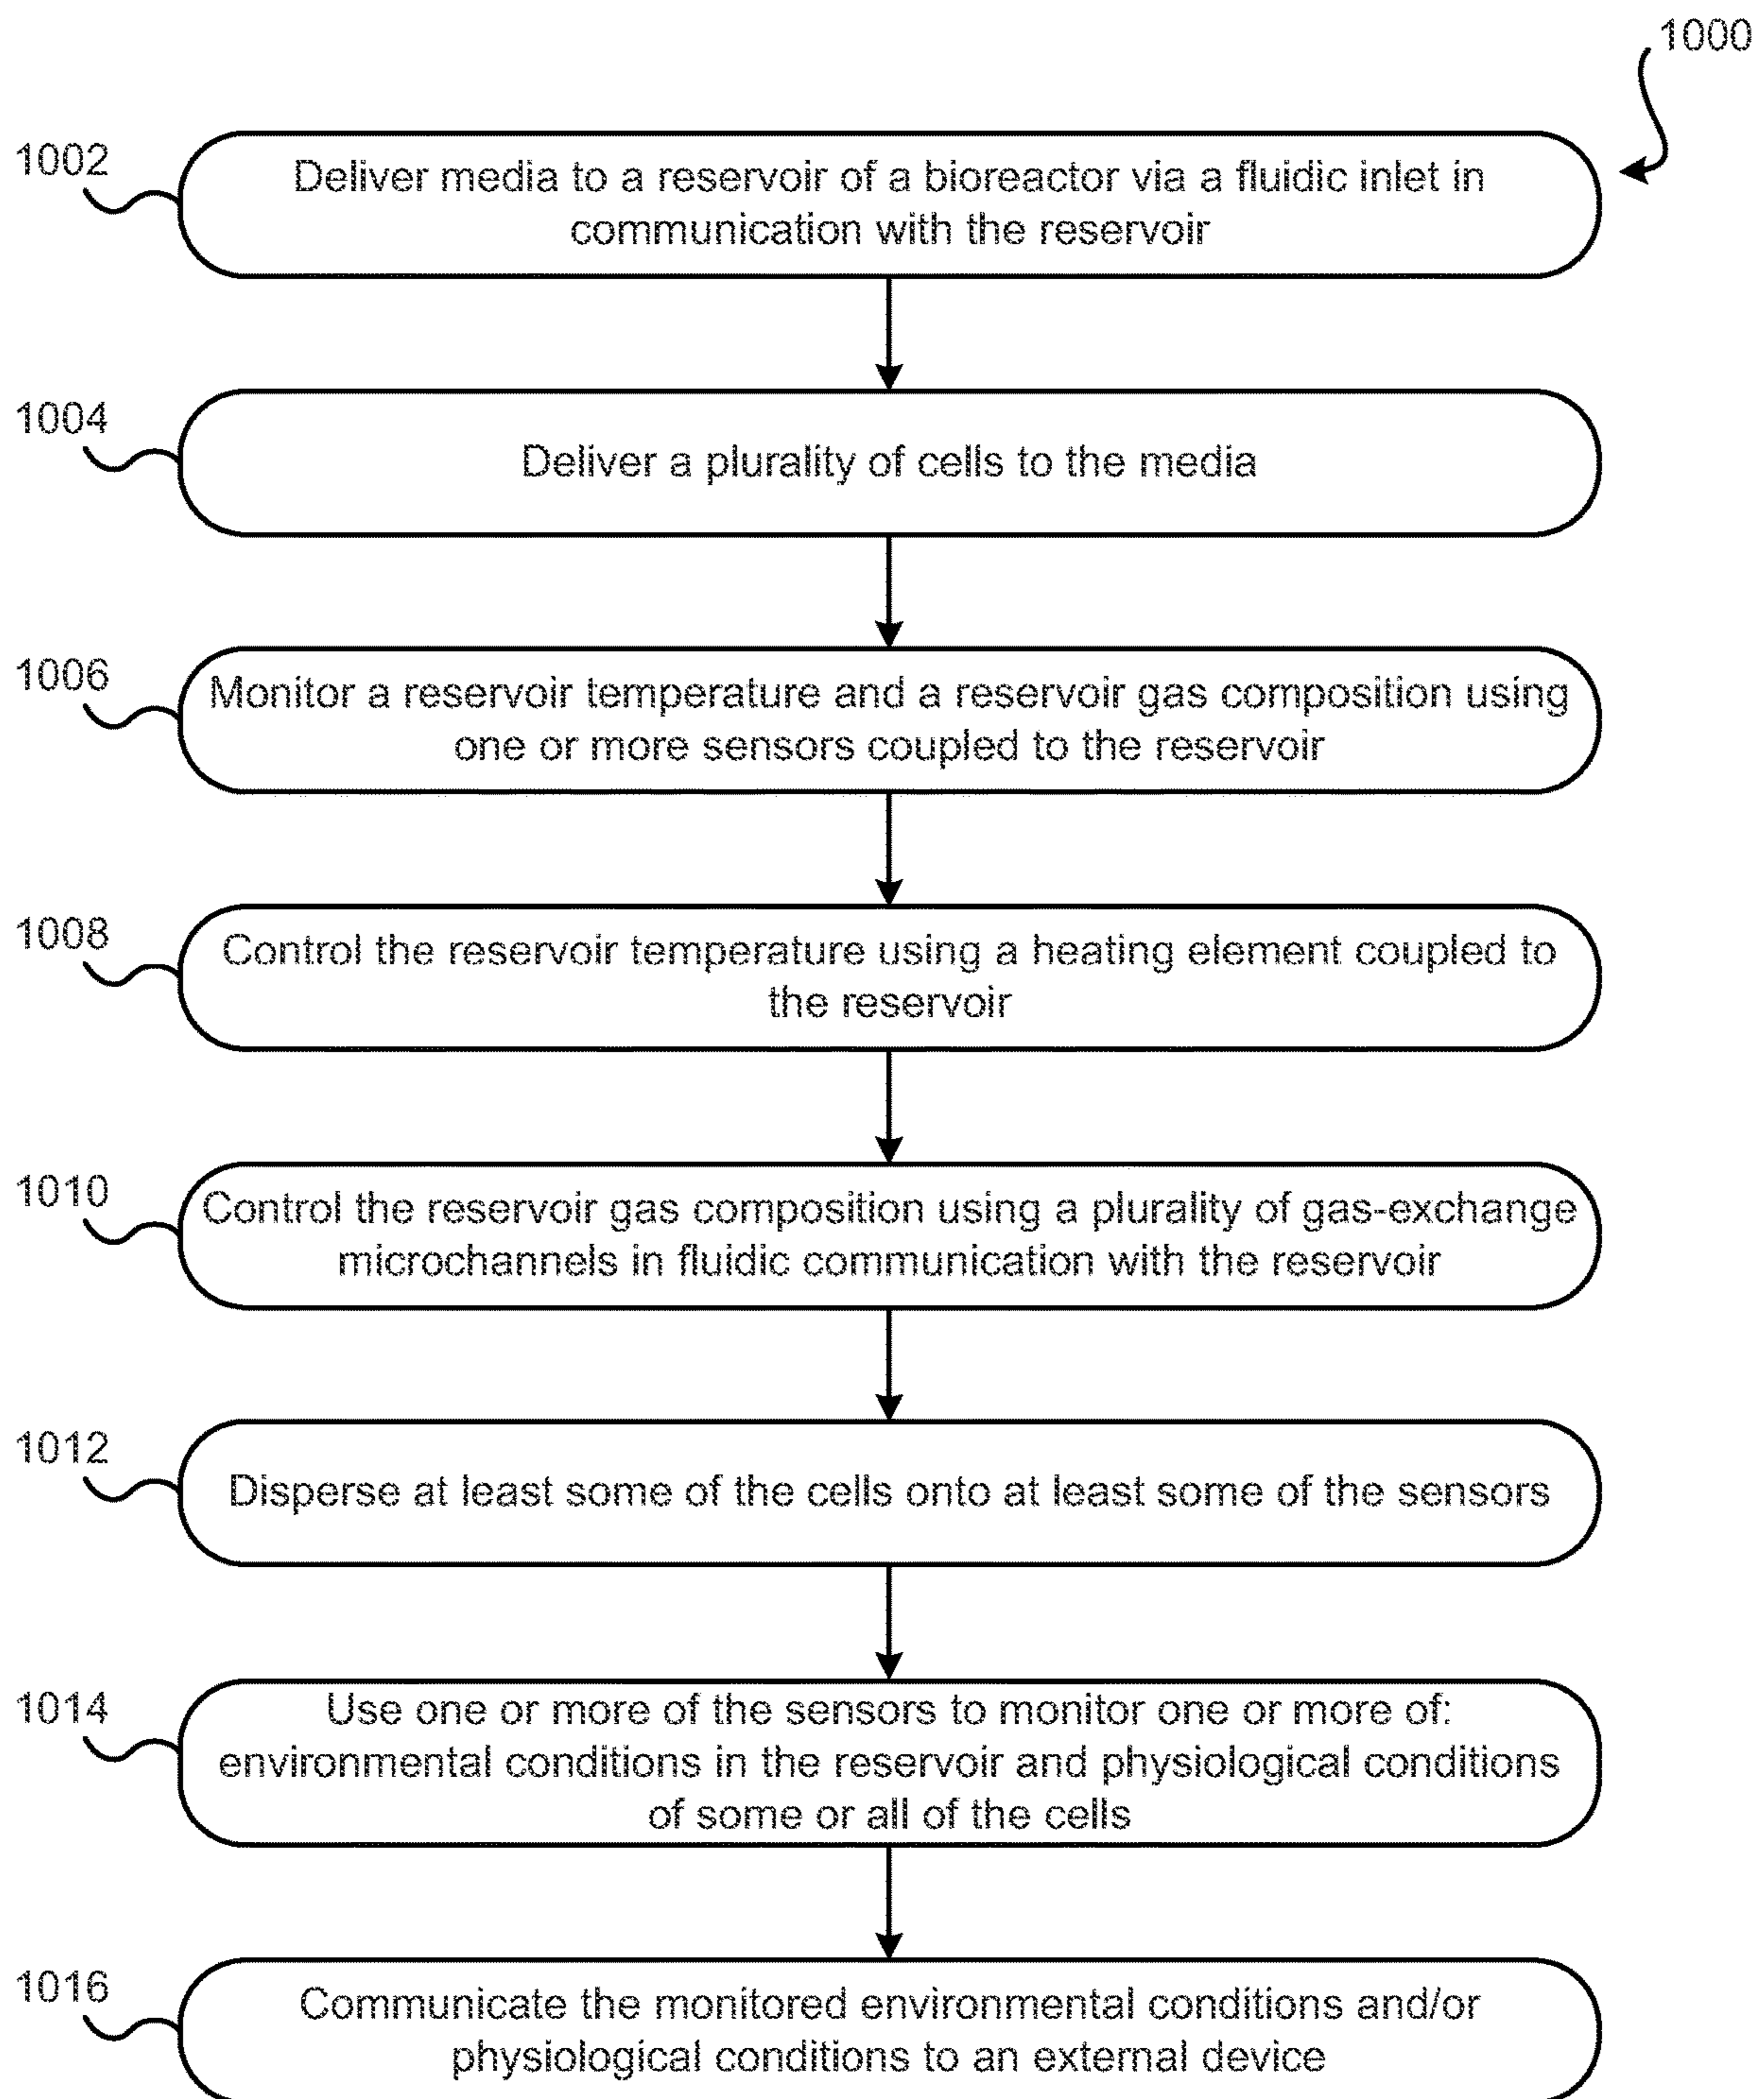 1000
1002
Deliver media to a reservoir of a bioreactor via a fluidic inlet in
communication with the reservoir
1004
Deliver a plurality of cells to the media
1006
Monitor a reservoir temperature and a reservoir gas composition using
one or more sensors coupled to the reservoir
1008
Control the reservoir temperature using a heating element coupled to
the reservoir
1010
Control the reservoir gas composition using a plurality of gas-exchange
microchannels in fluidic communication with the reservoir
1012
Disperse at least some of the cells onto at least some of the sensors
1014
Use one or more of the sensors to monitor one or more of:
environmental conditions in the reservoir and physiological conditions
of some or all of the cells
1016
Communicate the monitored environmental conditions and/or
physiological conditions to an external device